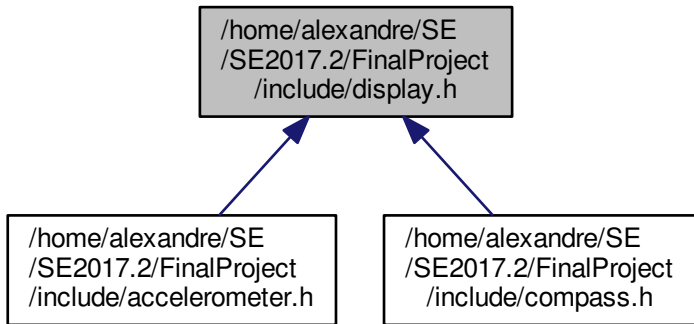 /home/alexandre/SE
/SE2017.2/FinalProject
/include/display.h
/home/alexandre/SE
/SE2017.2/FinalProject
/include/accelerometer.h
/home/alexandre/SE
/SE2017.2/FinalProject
/include/compass.h